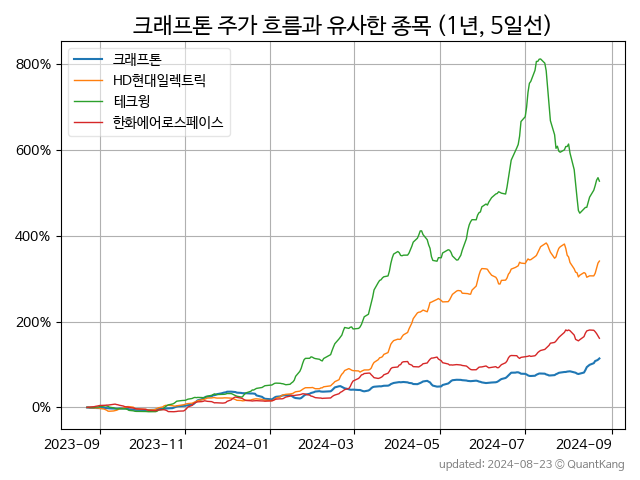 크래프톤 주가 흐름과 유사한 종목 (1년, 5일선)
크래프톤
HD현대일렉트릭
테크윙
한화에어로스페이스
800%
600%
400%
200%
0%
2023-09 2023-11 2024-01 2024-03 2024-05 2024-07 2024-09
updated: 2024-08-23 © QuantKang